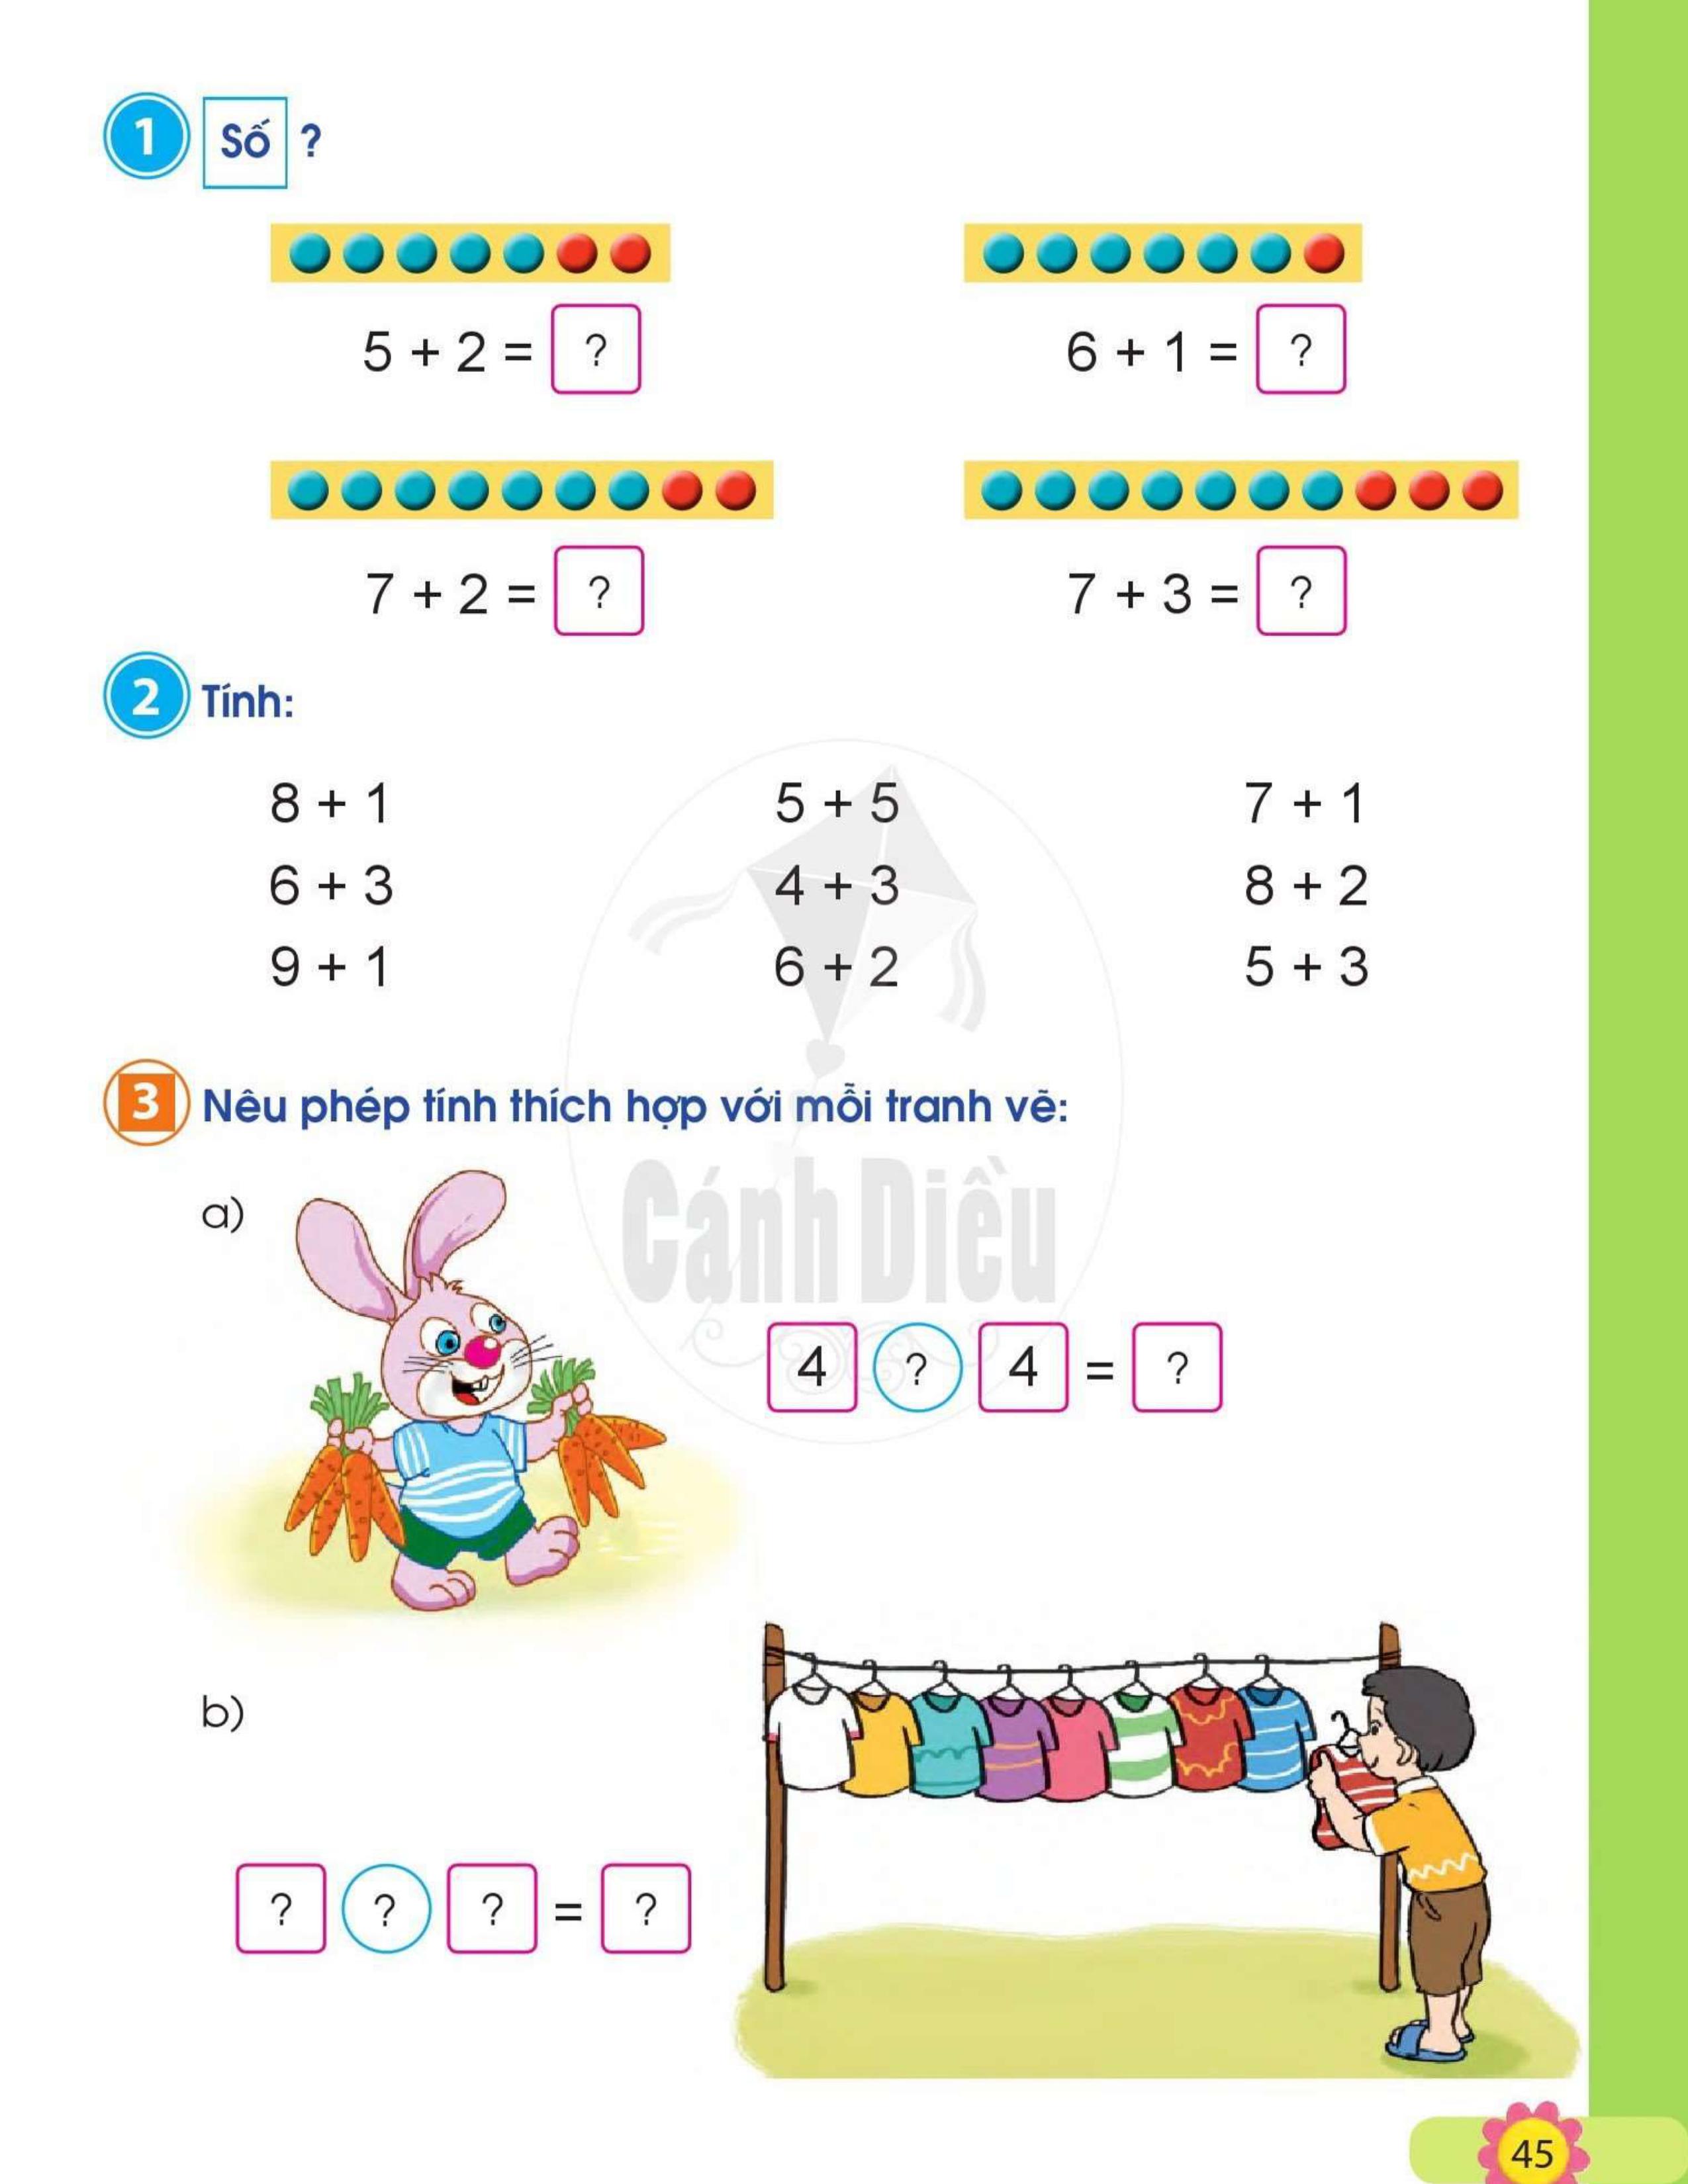 1 Số ?
5 + 2 = ? 6 + 1 = ?
7 + 2 = ? 7 + 3 = ?
2 Tính:
8 + 1 5 + 5 7 + 1
6 + 3 4 + 3 8 + 2
9 + 1 6 + 2 5 + 3
3 Nêu phép tính thích hợp với mỗi tranh vẽ:
a)
Cánh Diều
4 ? 4 = ?
b)
? ? ? = ?
45